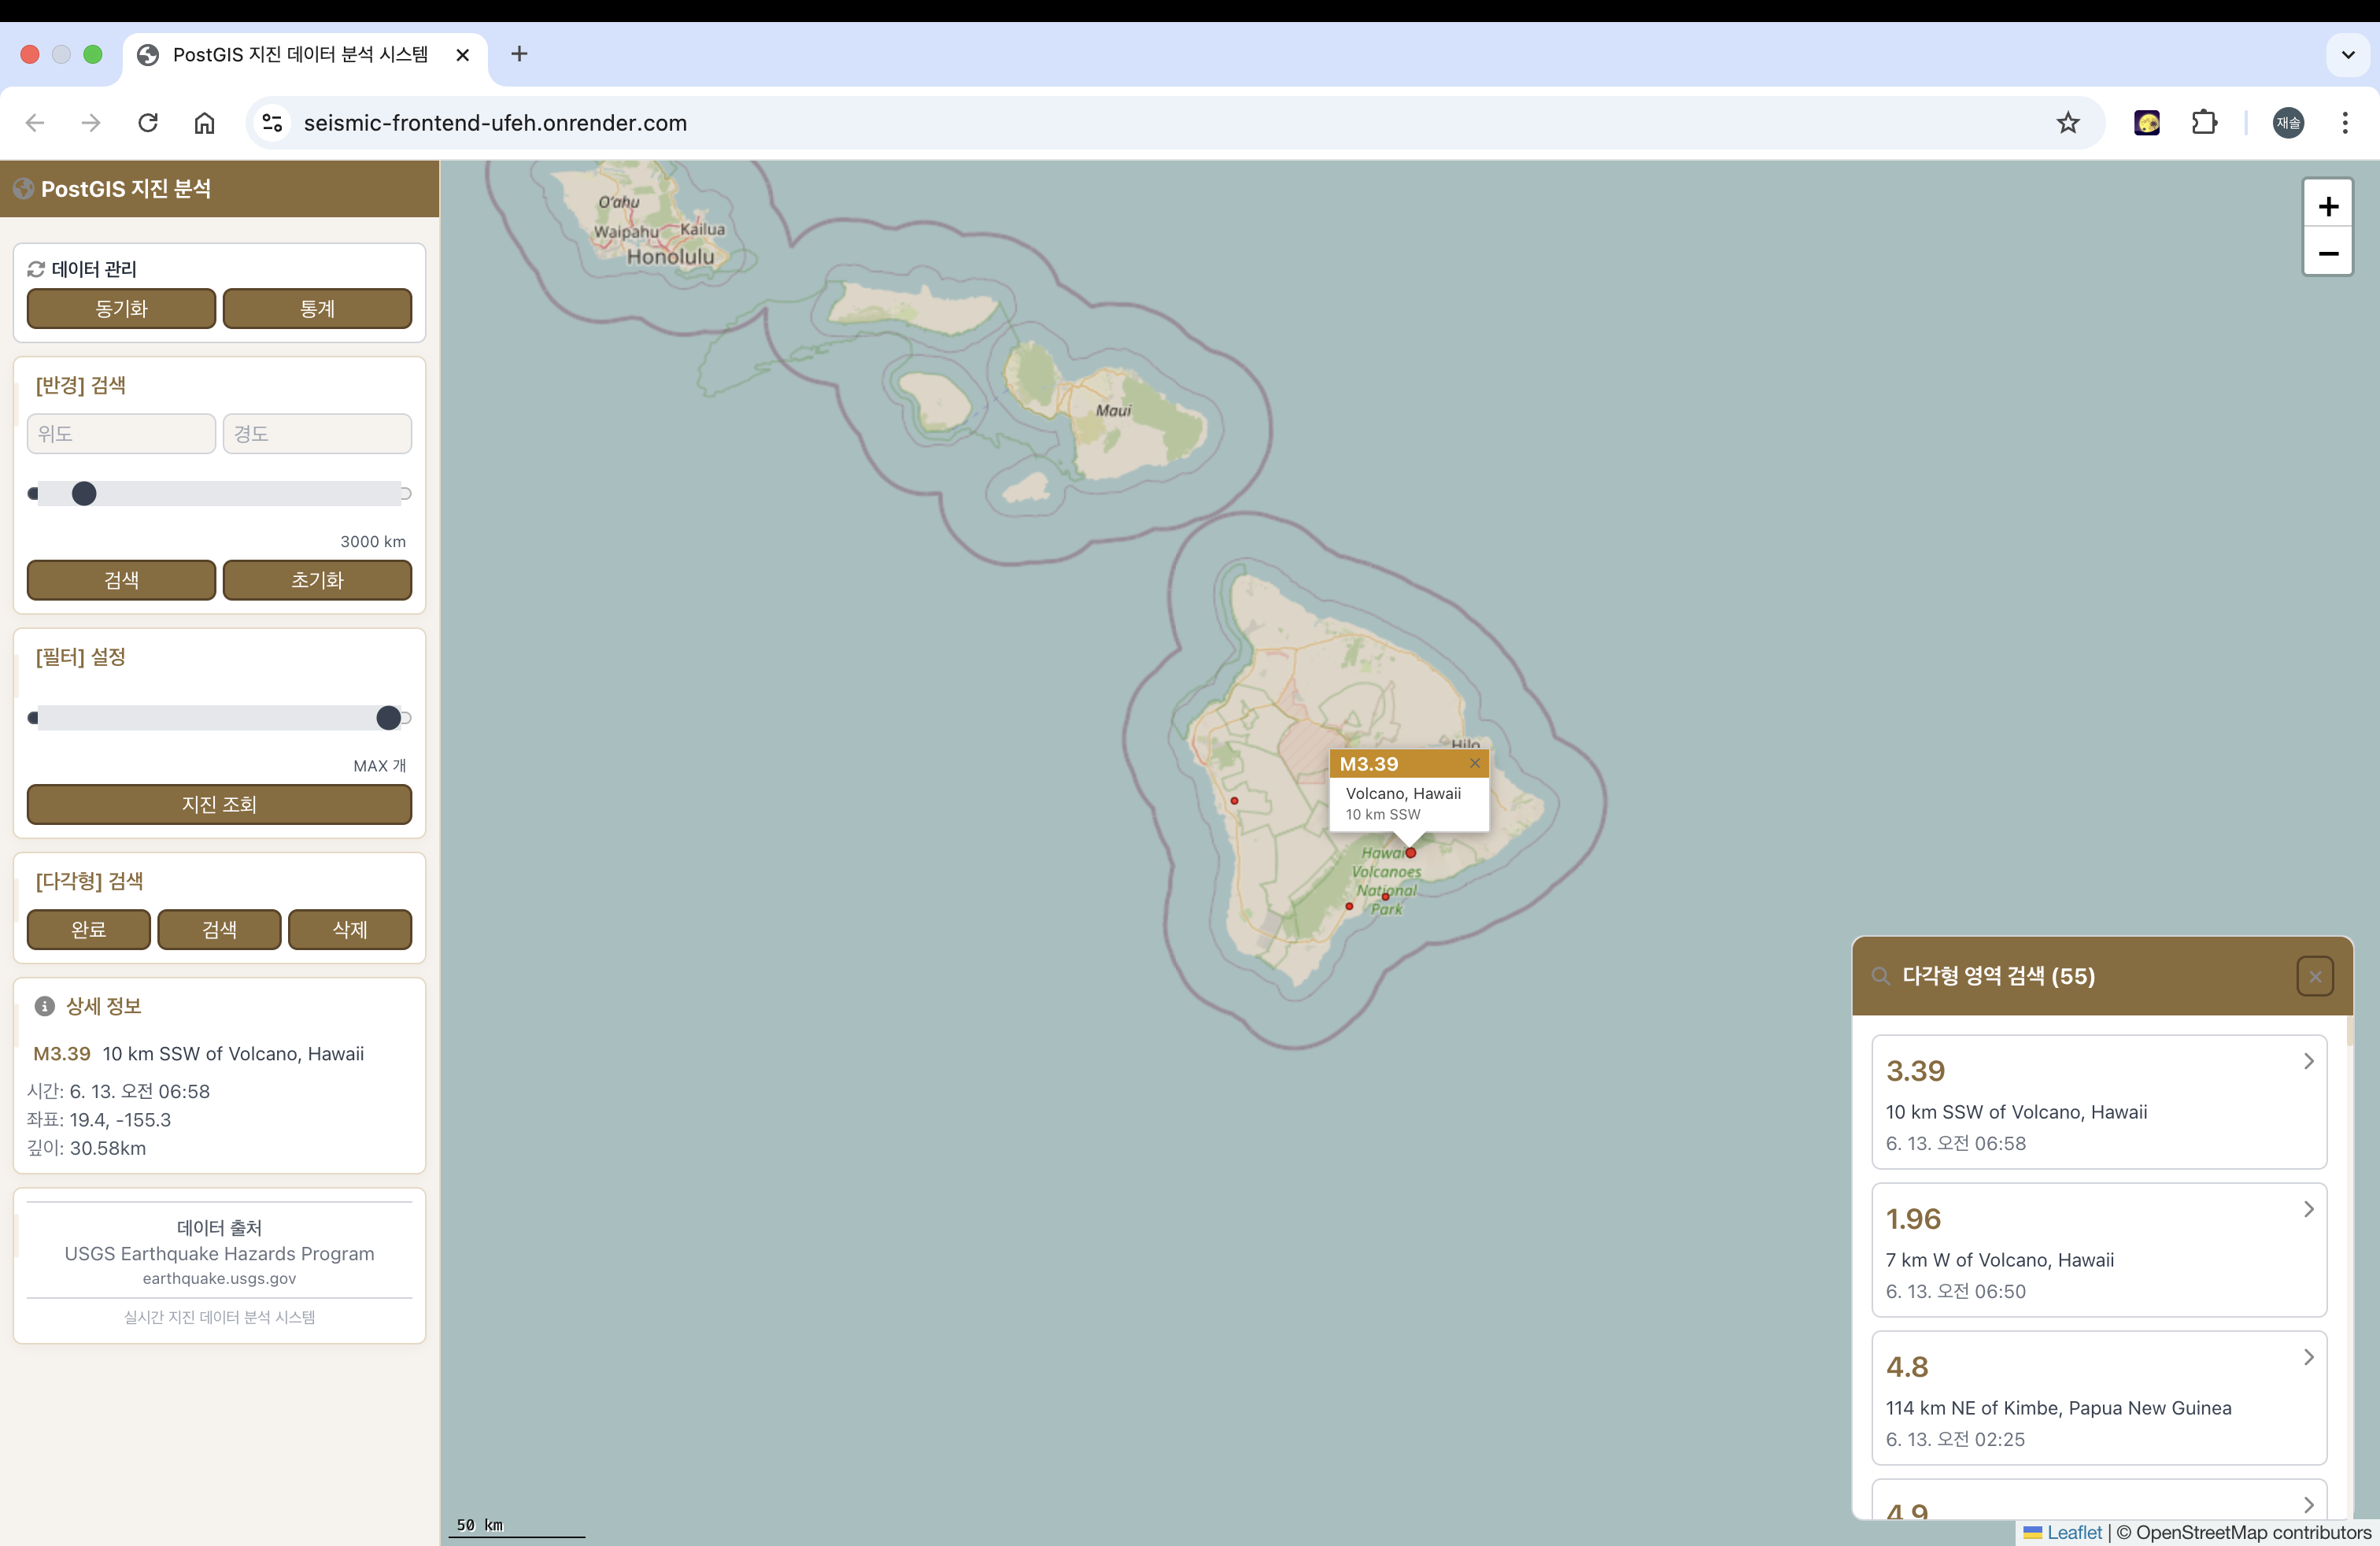 PostGIS 지진 데이터 분석 시스템
seismic-frontend-ufeh.onrender.com
재솔
PostGIS 지진 분석
데이터 관리
동기화 통계
[반경] 검색
위도 경도
3000 km
검색 초기화
[필터] 설정
MAX 개
지진 조회
[다각형] 검색
완료 검색 삭제
상세 정보
M3.39 10 km SSW of Volcano, Hawaii
시간: 6. 13. 오전 06:58
좌표: 19.4, -155.3
깊이: 30.58km
데이터 출처
USGS Earthquake Hazards Program
earthquake.usgs.gov
실시간 지진 데이터 분석 시스템
O'ahu
Waipahu Kailua
Honolulu
Maui
Hilo
M3.39
Volcano, Hawaii
10 km SSW
Hawai
Volcanoes
National
Park
+
−
다각형 영역 검색 (55)
3.39
10 km SSW of Volcano, Hawaii
6. 13. 오전 06:58
1.96
7 km W of Volcano, Hawaii
6. 13. 오전 06:50
4.8
114 km NE of Kimbe, Papua New Guinea
6. 13. 오전 02:25
4.9
50 km
Leaflet | © OpenStreetMap contributors